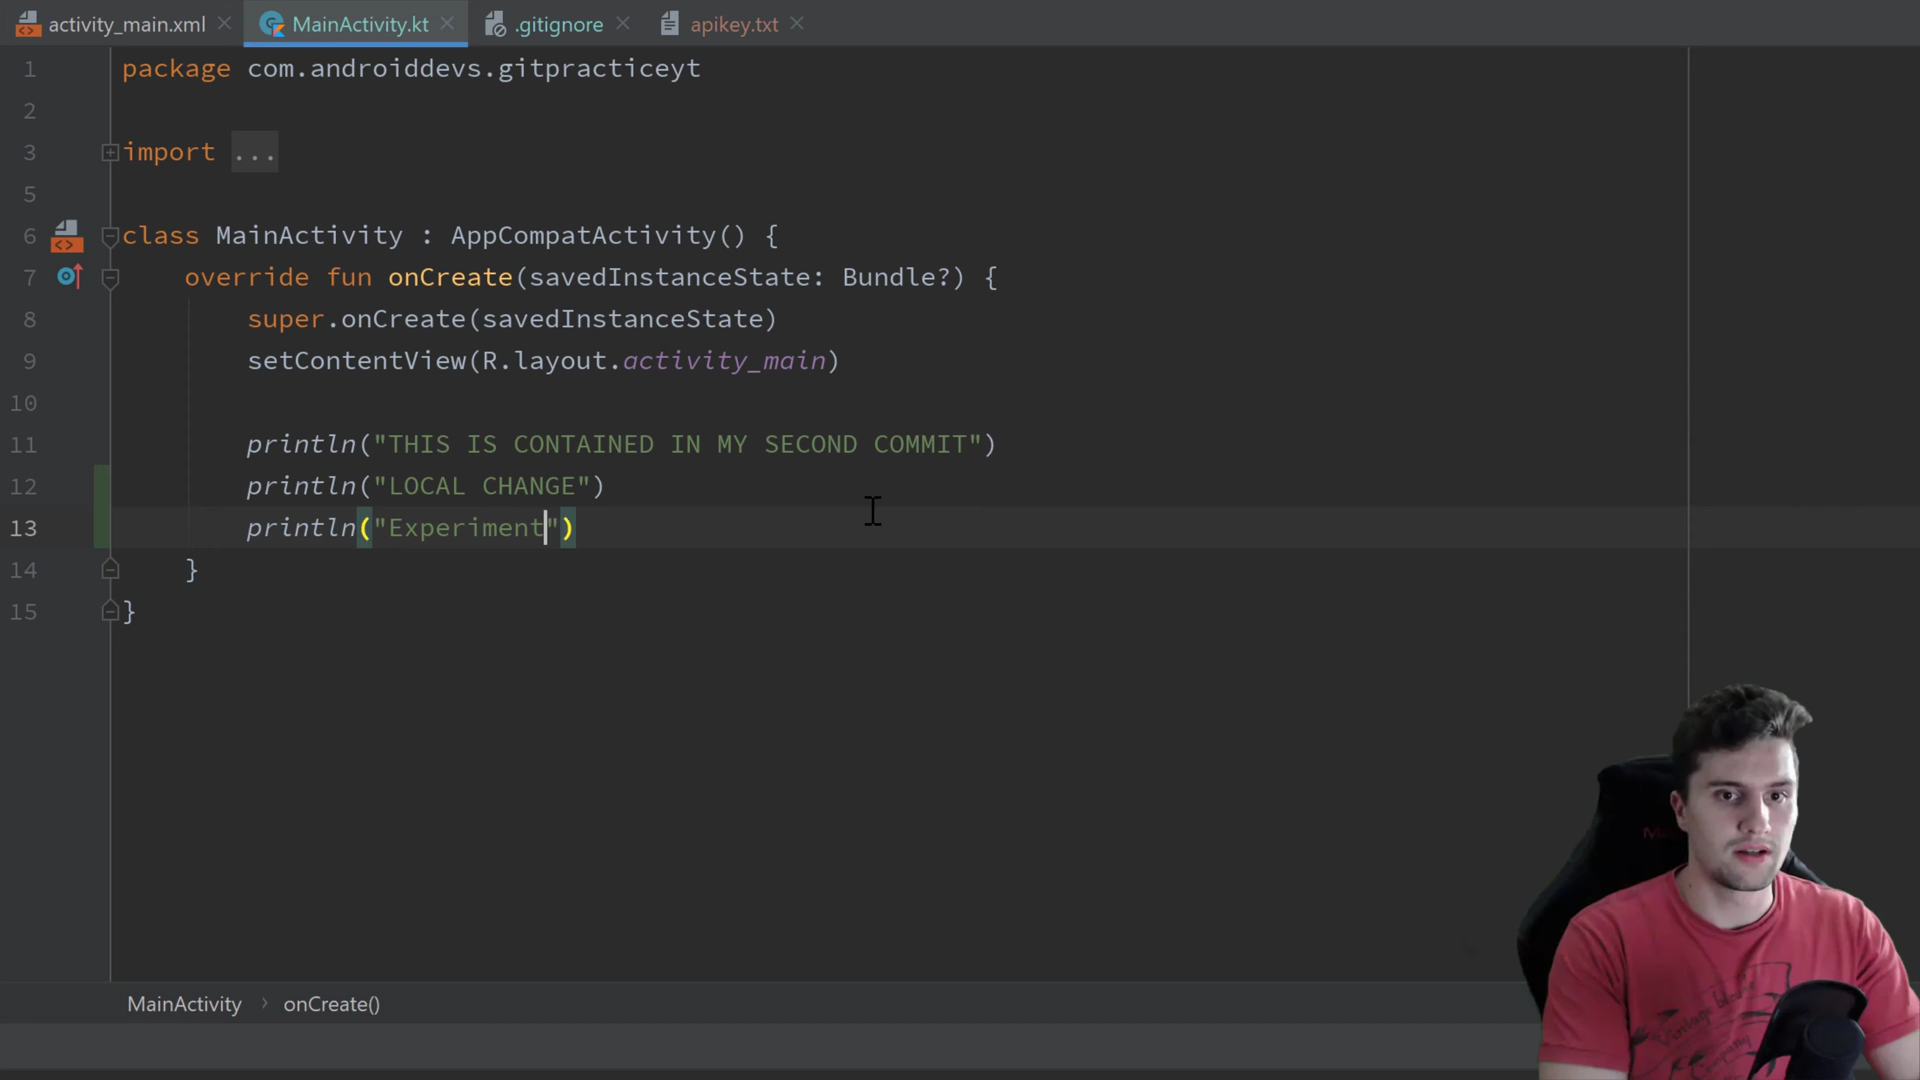 activity_main.xml MainActivity.kt .gitignore apikey.txt
1 package com.androiddevs.gitpracticeyt
2
3 import ...
5
6 class MainActivity : AppCompatActivity() {
7 override fun onCreate(savedInstanceState: Bundle?) {
8 super.onCreate(savedInstanceState)
9 setContentView(R.layout.activity_main)
10
11 println("THIS IS CONTAINED IN MY SECOND COMMIT")
12 println("LOCAL CHANGE")
13 println("Experiment")
14 }
15 }
MainActivity › onCreate()
Vintage
Company